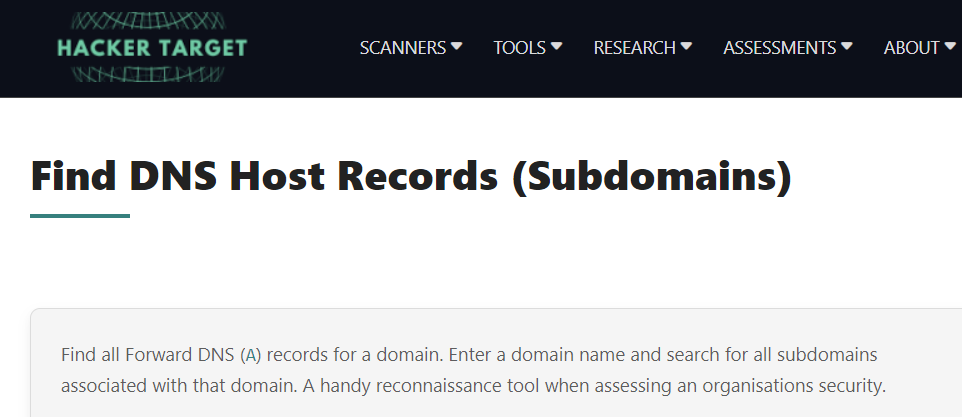 HACKER TARGET
SCANNERS TOOLS RESEARCH ASSESSMENTS ABOUT
Find DNS Host Records (Subdomains)
Find all Forward DNS (A) records for a domain. Enter a domain name and search for all subdomains
associated with that domain. A handy reconnaissance tool when assessing an organisations security.